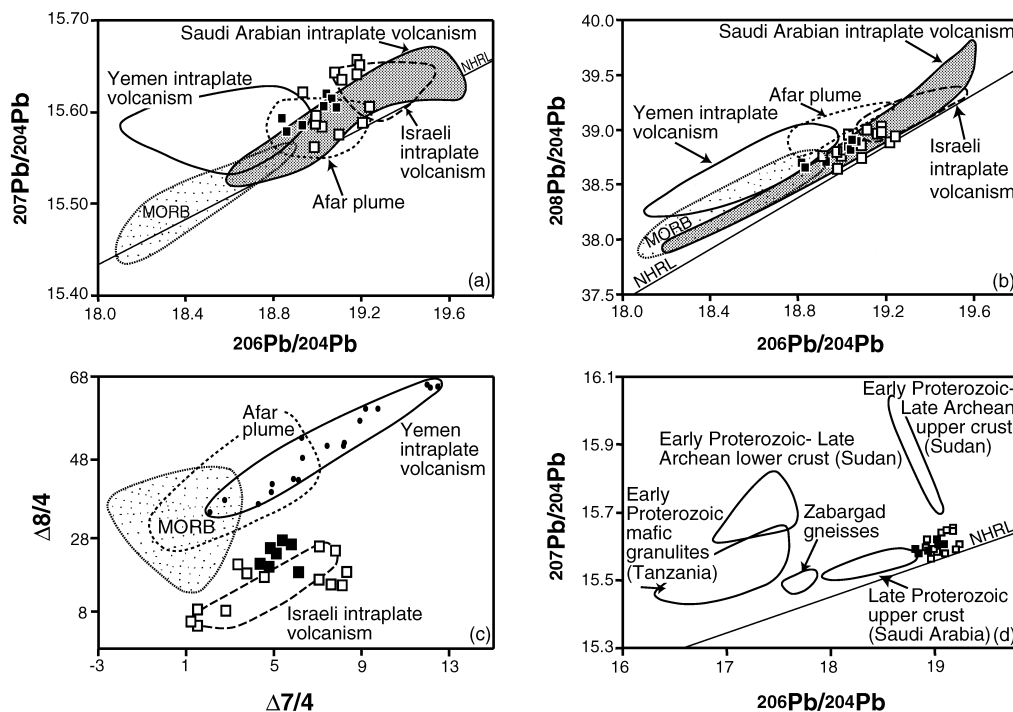 15.70
15.60
15.50
15.40
207Pb/204Pb
Saudi Arabian intraplate volcanism
Yemen intraplate
volcanism
NHRL
Israeli
intraplate
volcanism
Afar plume
MORB
(a)
18.0
18.4
18.8
19.2
19.6
206Pb/204Pb
40.0
39.5
39.0
38.5
38.0
37.5
208Pb/204Pb
Saudi Arabian intraplate volcanism
Afar plume
Yemen intraplate
volcanism
Israeli
intraplate
volcanism
MORB
NHRL
(b)
18.0
18.4
18.8
19.2
19.6
206Pb/204Pb
68
48
28
8
Δ8/4
Afar
plume
Yemen
intraplate
volcanism
MORB
Israeli intraplate
volcanism
(c)
-3
1
5
9
13
Δ7/4
16.1
15.9
15.7
15.5
15.3
207Pb/204Pb
Early Proterozoic-
Late Archean
upper crust
(Sudan)
Early Proterozoic- Late
Archean lower crust (Sudan)
Early
Proterozoic
mafic
granulites
(Tanzania)
Zabargad
gneisses
NHRL
Late Proterozoic
upper crust
(Saudi Arabia)
(d)
16
17
18
19
206Pb/204Pb